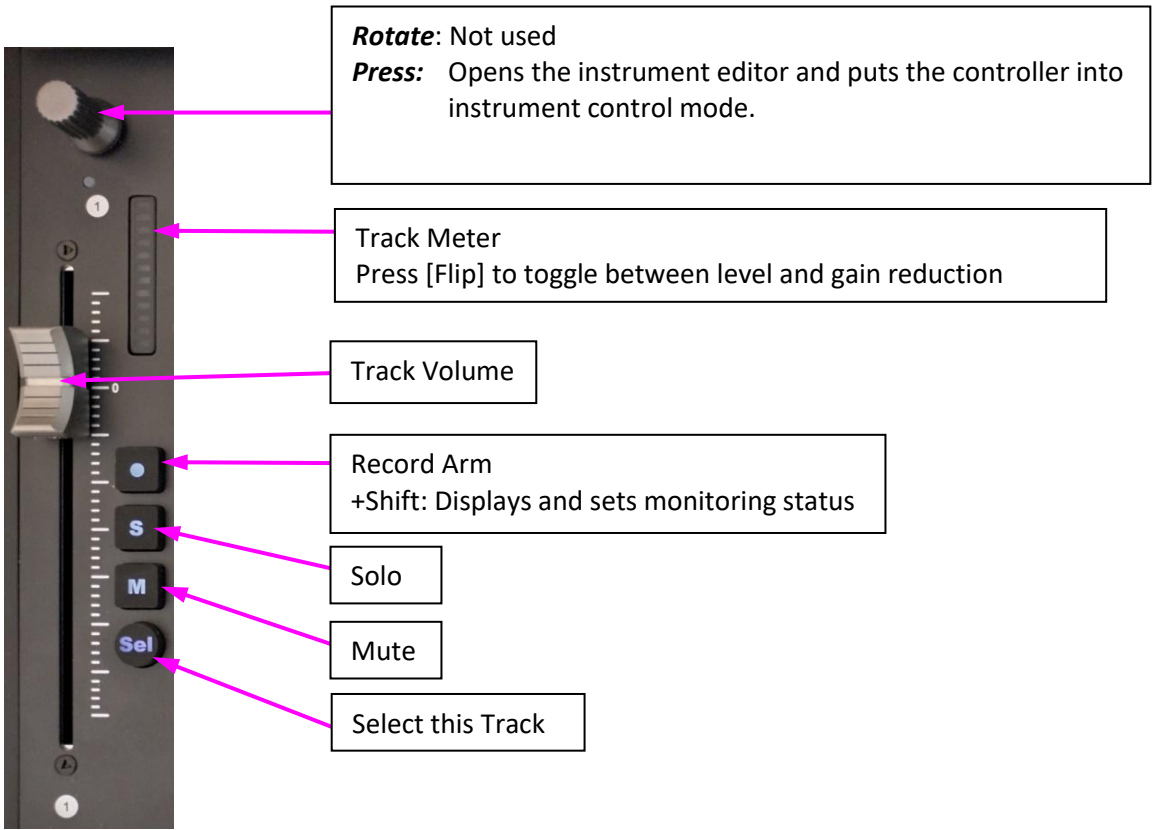 Rotate: Not used
Press: Opens the instrument editor and puts the controller into
instrument control mode.
1
Track Meter
Press [Flip] to toggle between level and gain reduction
Track Volume
0
Record Arm
+Shift: Displays and sets monitoring status
S
Solo
M
Mute
Sel
Select this Track
1